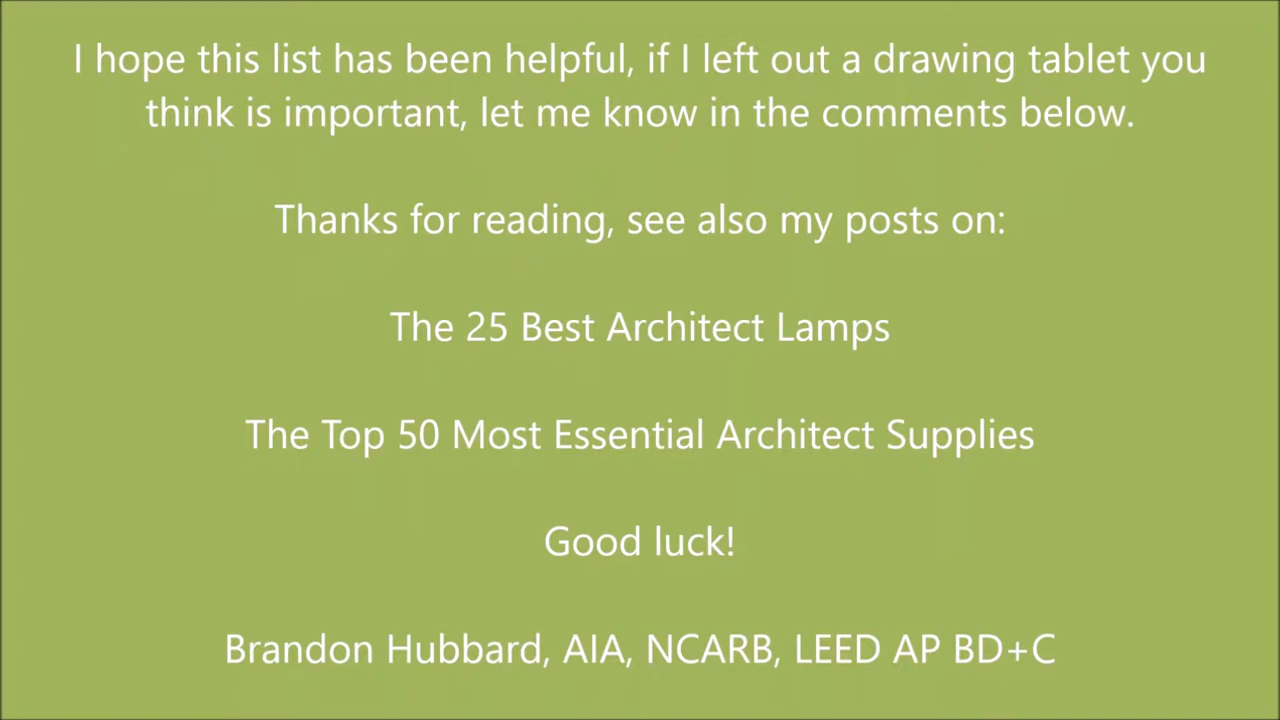 I hope this list has been helpful, if I left out a drawing tablet you
think is important, let me know in the comments below.
Thanks for reading, see also my posts on:
The 25 Best Architect Lamps
The Top 50 Most Essential Architect Supplies
Good luck!
Brandon Hubbard, AIA, NCARB, LEED AP BD+C